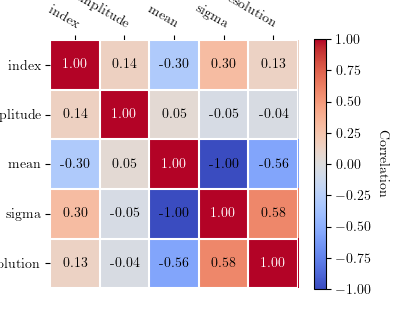 index mplitude mean sigma esolution
index 1.00 0.14 -0.30 0.30 0.13
plitude 0.14 1.00 0.05 -0.05 -0.04
mean -0.30 0.05 1.00 -1.00 -0.56
sigma 0.30 -0.05 -1.00 1.00 0.58
olution 0.13 -0.04 -0.56 0.58 1.00
1.00
0.75
0.50
0.25
0.00
−0.25
−0.50
−0.75
−1.00
Correlation